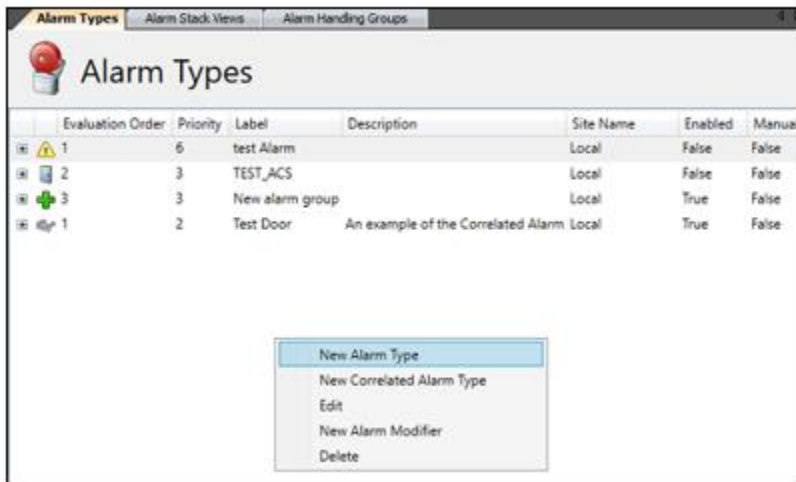 Alarm Types Alarm Stack Views Alarm Handling Groups
Alarm Types
Evaluation Order Priority Label Description Site Name Enabled Manua
1 6 test Alarm Local False False
2 3 TEST_ACS Local False False
3 3 New alarm group Local True False
1 2 Test Door An example of the Correlated Alarm Local True False
New Alarm Type
New Correlated Alarm Type
Edit
New Alarm Modifier
Delete